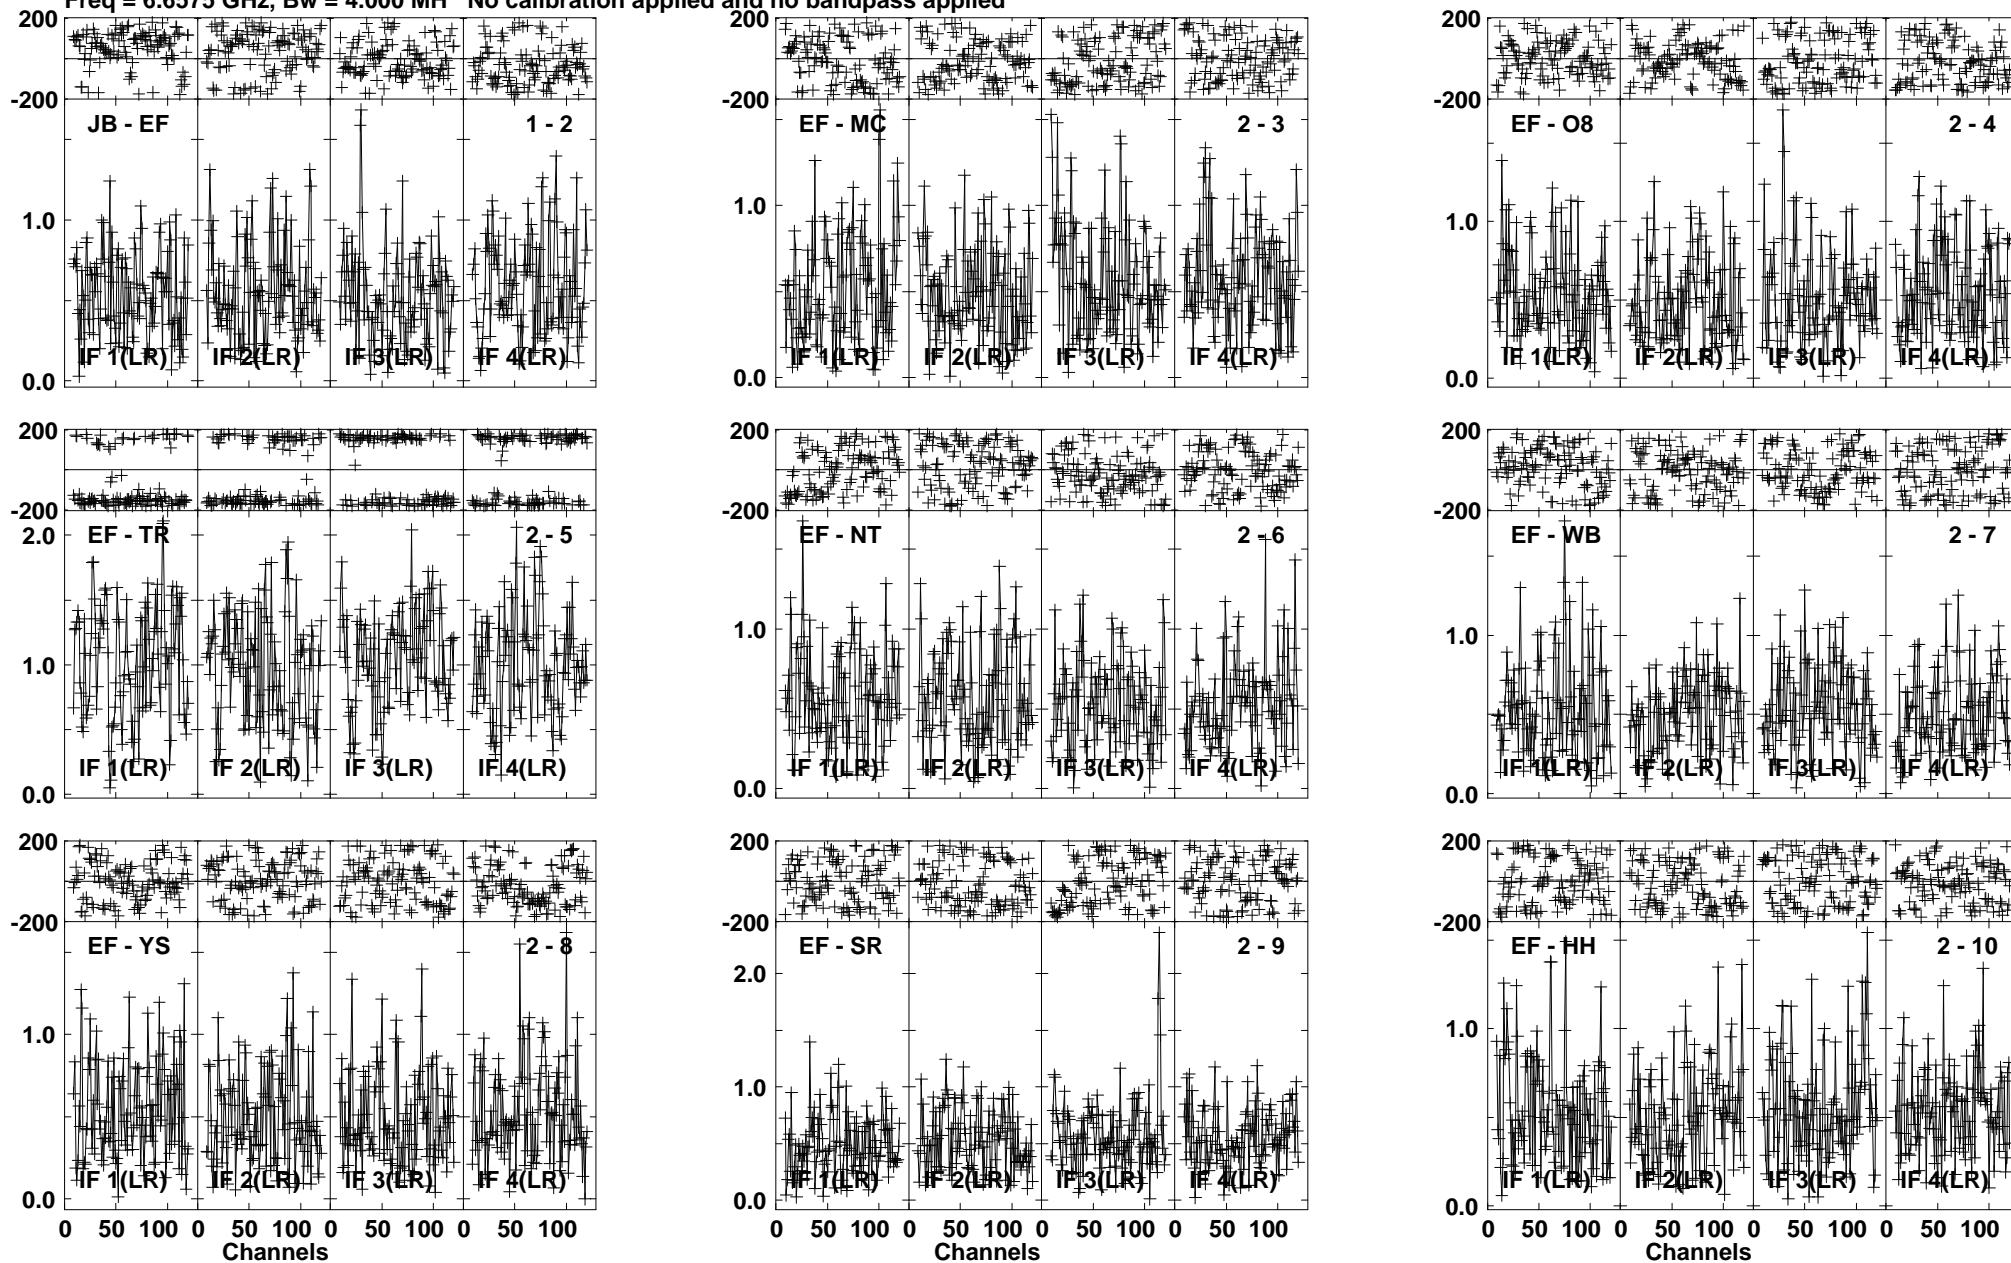 Freq = 6.6575 GHz, Bw = 4.000 MH No calibration applied and no bandpass applied
200 200 200
-200 -200 -200
JB - EF 1 - 2 EF - MC 2 - 3 EF - O8 2 - 4
1.0 1.0 1.0
IF 1(LR) IF 2(LR) IF 3(LR) IF 4(LR) IF 1(LR) IF 2(LR) IF 3(LR) IF 4(LR) IF 1(LR) IF 2(LR) IF 3(LR) IF 4(LR)
0.0 0.0 0.0
200 200 200
-200 -200 -200
EF - TR 2 - 5 EF - NT 2 - 6 EF - WB 2 - 7
2.0
1.0 1.0 1.0
IF 1(LR) IF 2(LR) IF 3(LR) IF 4(LR) IF 1(LR) IF 2(LR) IF 3(LR) IF 4(LR) IF 1(LR) IF 2(LR) IF 3(LR) IF 4(LR)
0.0 0.0 0.0
200 200 200
-200 -200 -200
EF - YS 2 - 8 EF - SR 2 - 9 EF - HH 2 - 10
2.0
1.0 1.0 1.0
IF 1(LR) IF 2(LR) IF 3(LR) IF 4(LR) IF 1(LR) IF 2(LR) IF 3(LR) IF 4(LR) IF 1(LR) IF 2(LR) IF 3(LR) IF 4(LR)
0.0 0.0 0.0
0 50 100 0 50 100 0 50 100 0 50 100 0 50 100 0 50 100 0 50 100 0 50 100 0 50 100 0 50 100 0 50 100 0 50 100
Channels Channels Channels